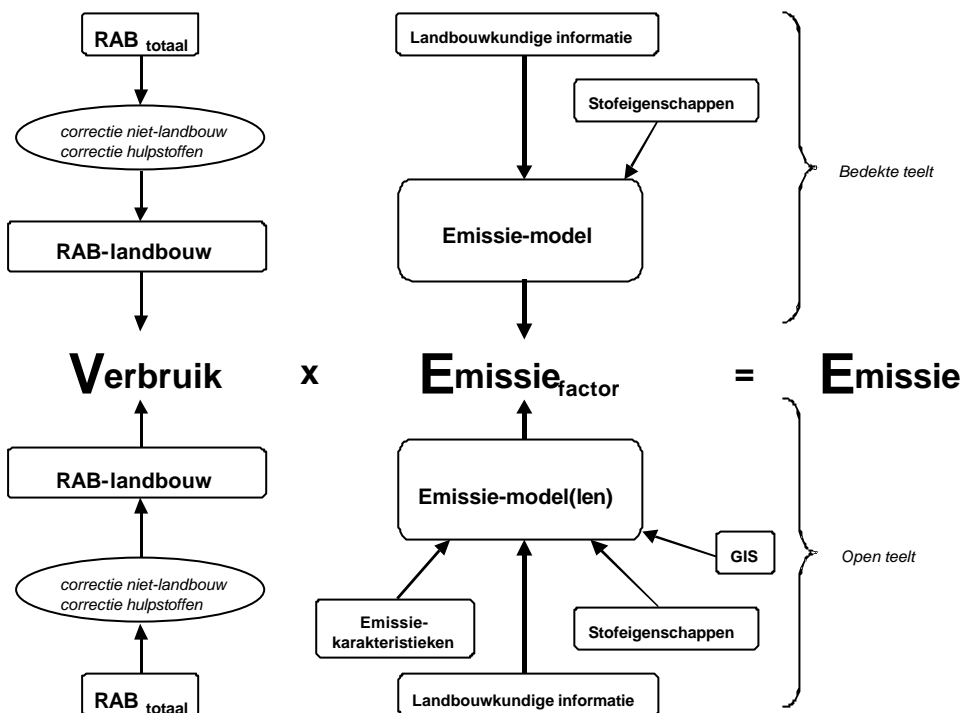 RAB totaal
Landbouwkundige informatie
Stofeigenschappen
correctie niet-landbouw
correctie hulpstoffen
Bedekte teelt
Emissie-model
RAB-landbouw
Verbruik x Emissiefactor = Emissie
RAB-landbouw
Emissie-model(len)
GIS
Open teelt
correctie niet-landbouw
correctie hulpstoffen
Emissie-
karakteristieken
Stofeigenschappen
RAB totaal
Landbouwkundige informatie